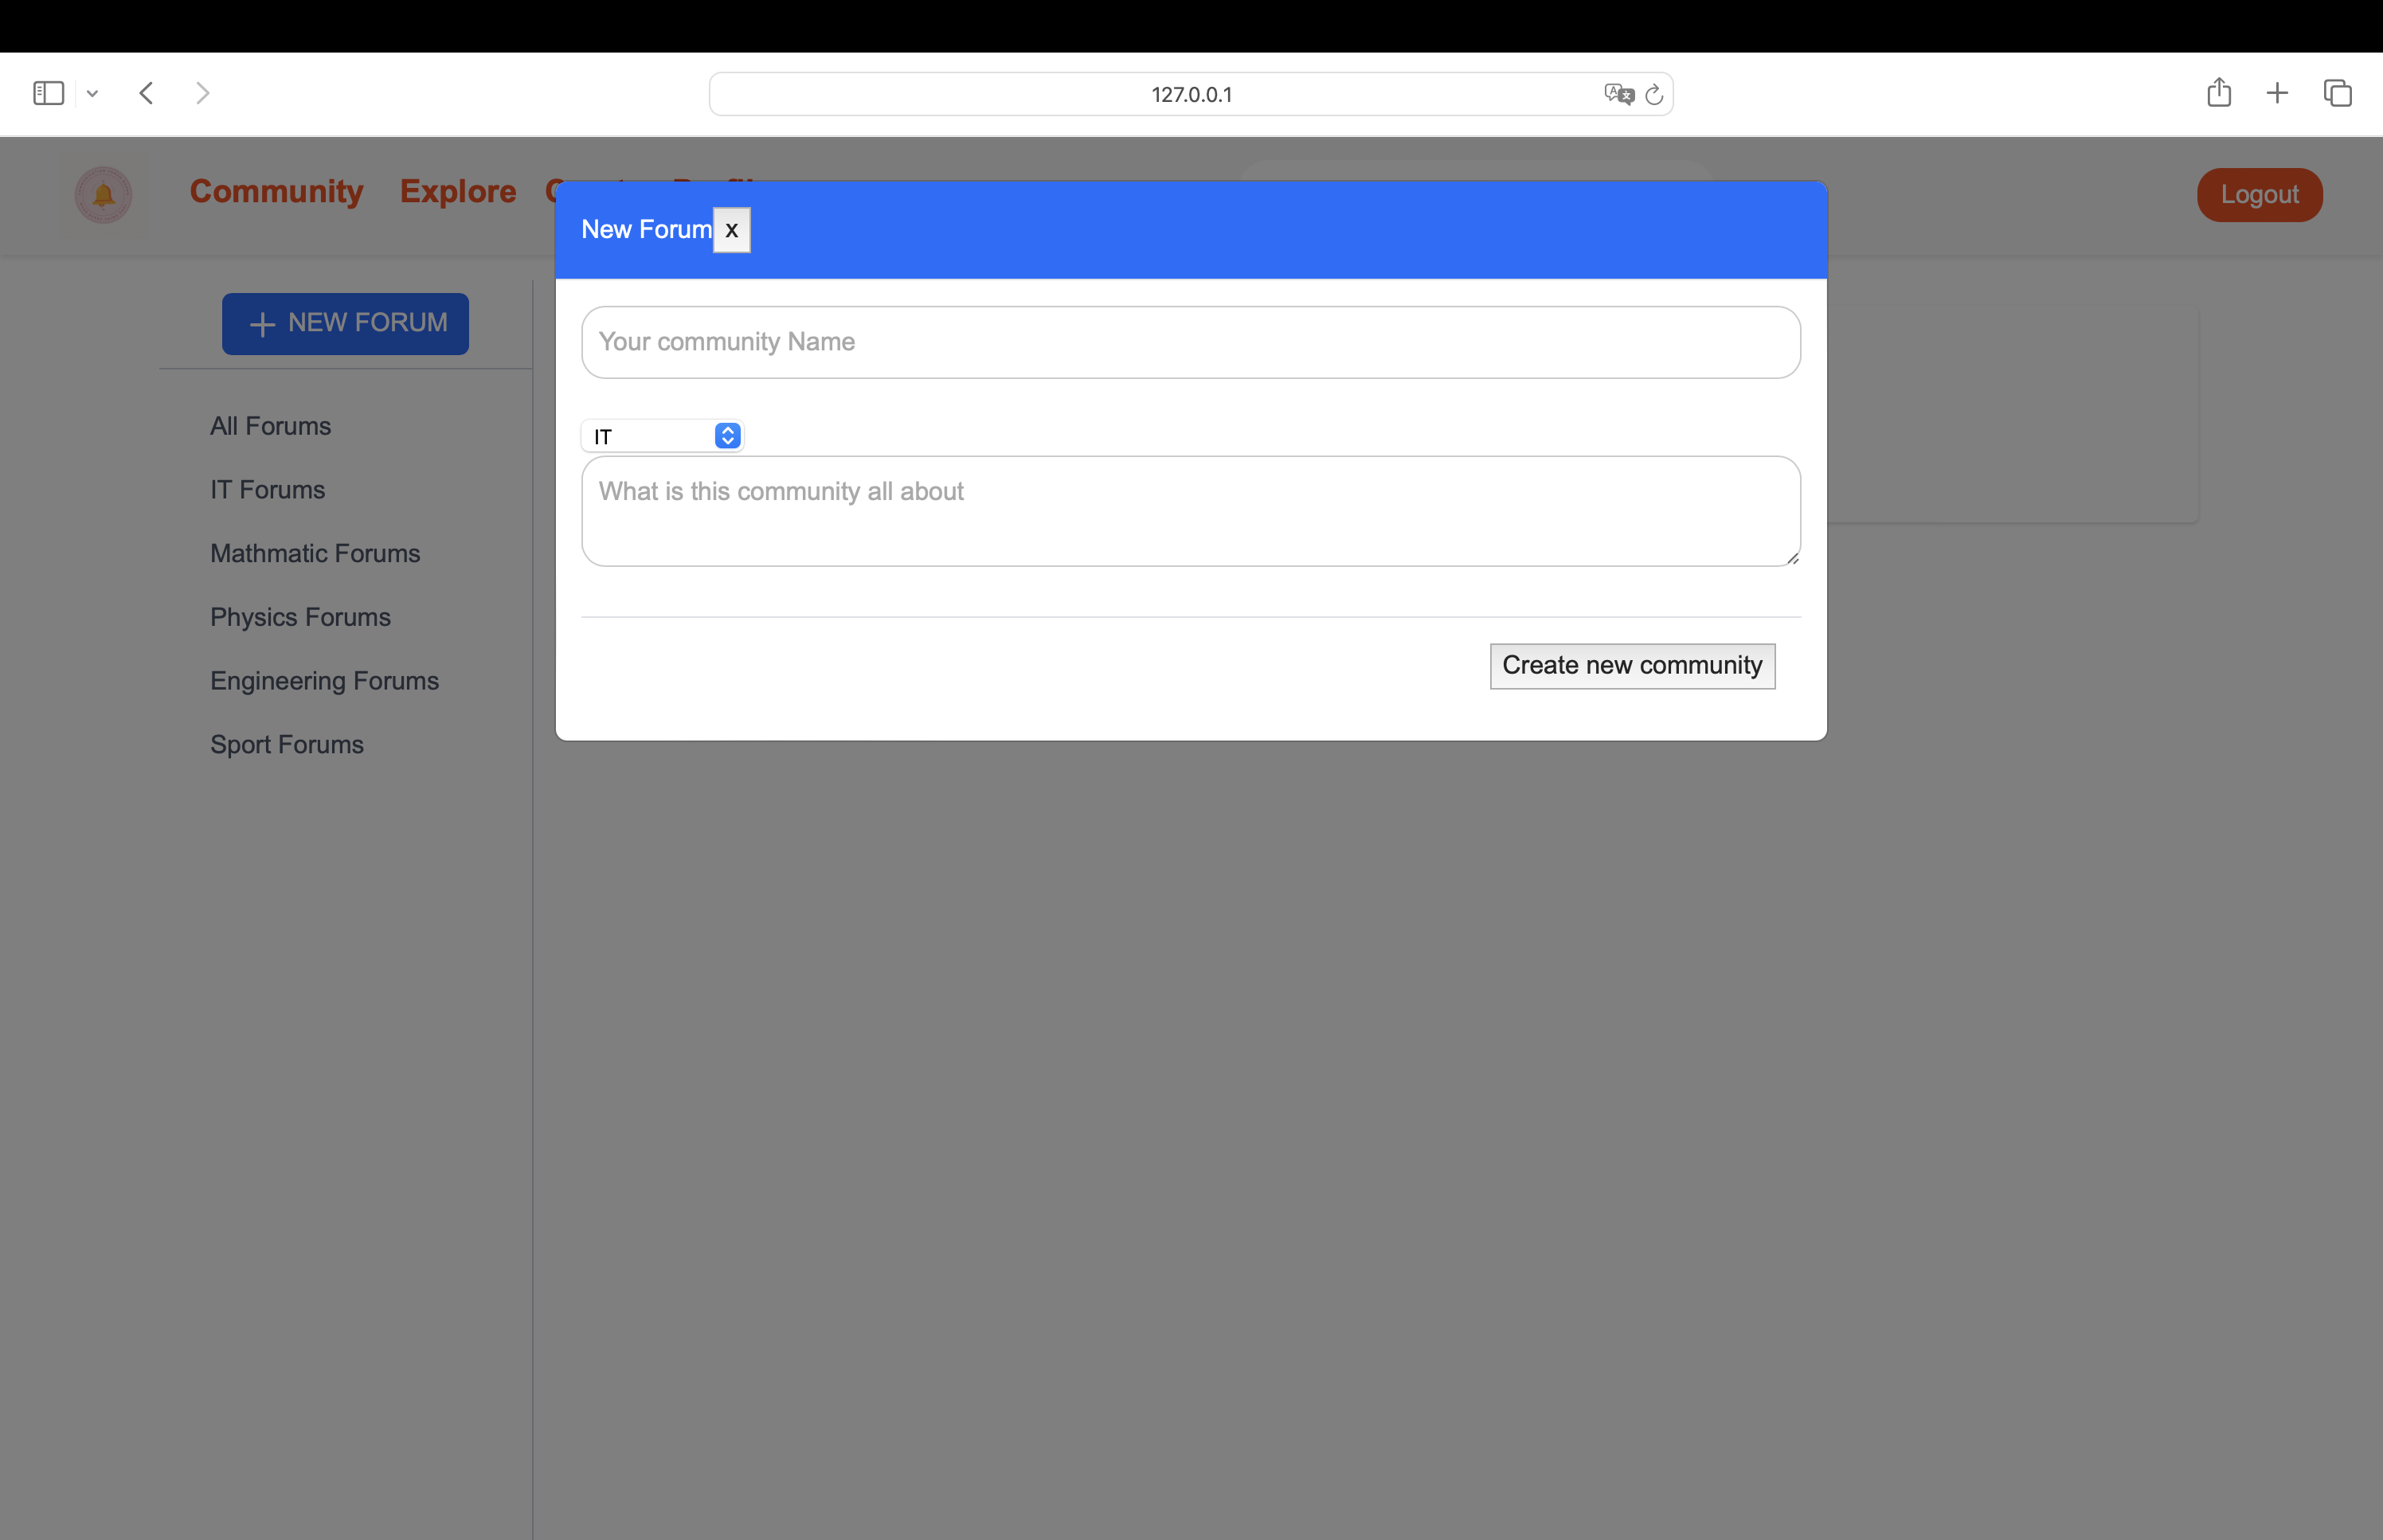 127.0.0.1
Community Explore
Logout
New Forum x
+ NEW FORUM
Your community Name
All Forums
IT
IT Forums
What is this community all about
Mathmatic Forums
Physics Forums
Engineering Forums
Create new community
Sport Forums